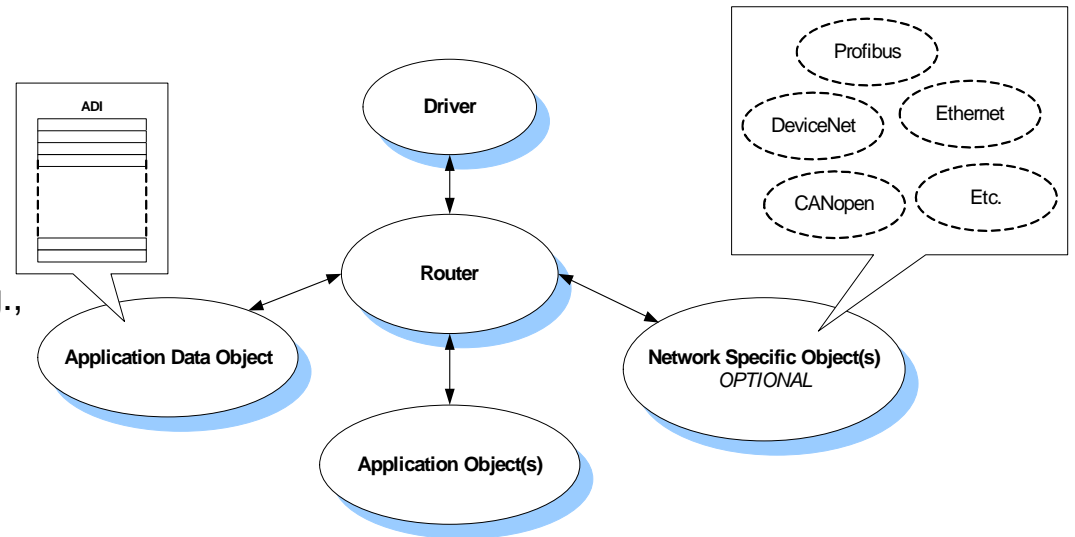 ADI
Driver
Profibus
DeviceNet
Ethernet
CANopen
Etc.
Router
.,
Application Data Object
Network Specific Object(s)
OPTIONAL
Application Object(s)